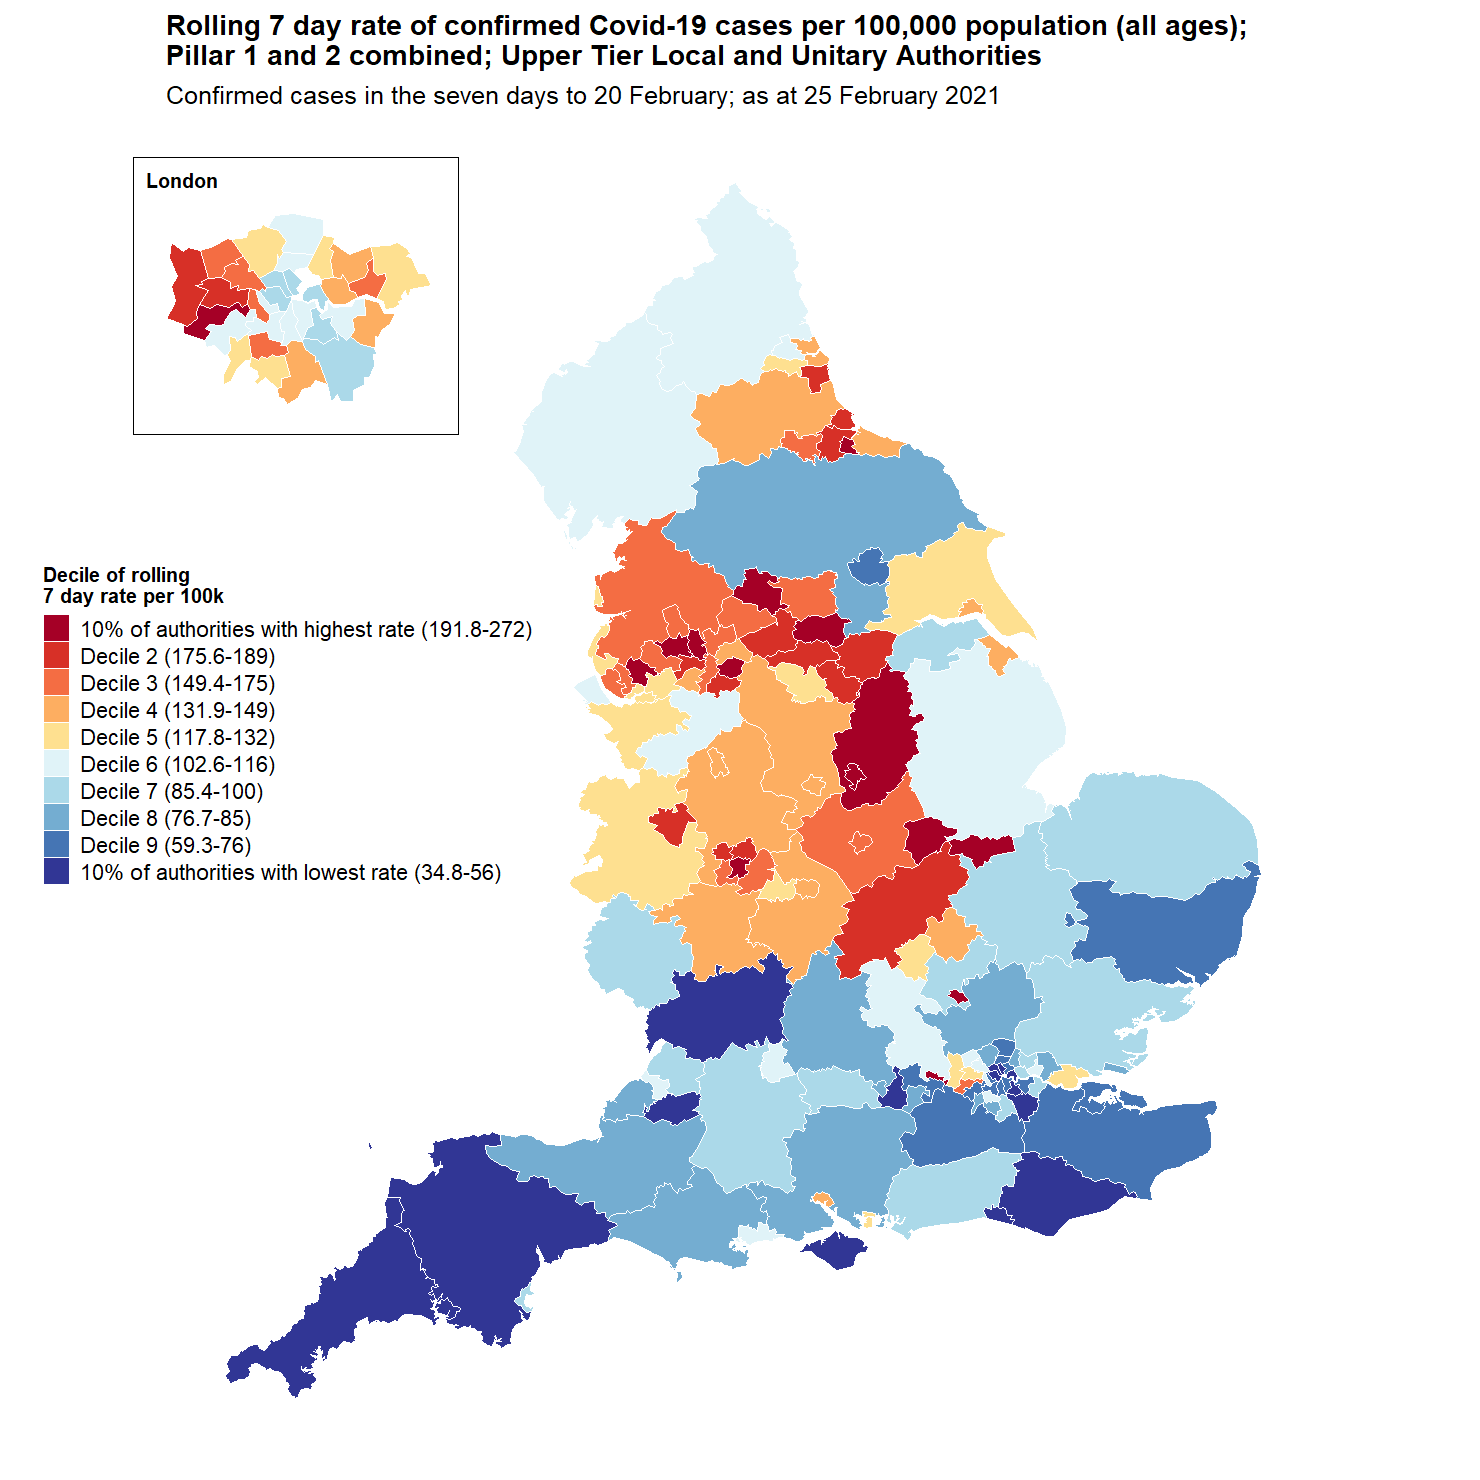 Rolling 7 day rate of confirmed Covid-19 cases per 100,000 population (all ages);
Pillar 1 and 2 combined; Upper Tier Local and Unitary Authorities
Confirmed cases in the seven days to 20 February; as at 25 February 2021
London
Decile of rolling
7 day rate per 100k
10% of authorities with highest rate (191.8-272)
Decile 2 (175.6-189)
Decile 3 (149.4-175)
Decile 4 (131.9-149)
Decile 5 (117.8-132)
Decile 6 (102.6-116)
Decile 7 (85.4-100)
Decile 8 (76.7-85)
Decile 9 (59.3-76)
10% of authorities with lowest rate (34.8-56)